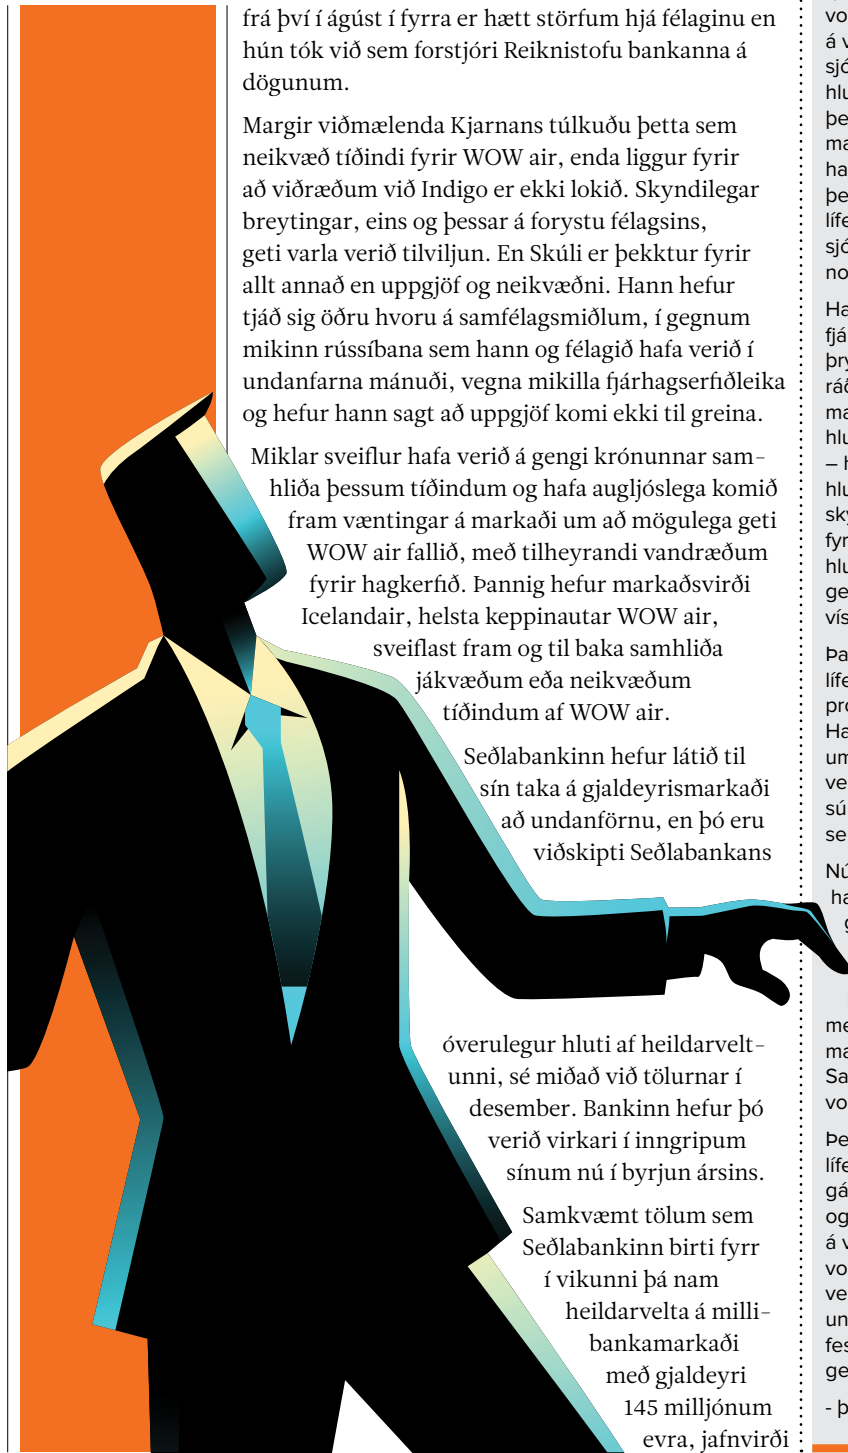 frá því í ágúst í fyrra er hætt störfum hjá félaginu en
hún tók við sem forstjóri Reiknistofu bankanna á
dögunum.
Margir viðmælenda Kjarnans túlkuðu þetta sem
neikvæð tíðindi fyrir WOW air, enda liggur fyrir
að viðræðum við Indigo er ekki lokið. Skyndilegar
breytingar, eins og þessar á forystu félagsins,
geti varla verið tilviljun. En Skúli er þekktur fyrir
allt annað en uppgjöf og neikvæðni. Hann hefur
tjáð sig öðru hvoru á samfélagsmiðlum, í gegnum
mikinn rússíbana sem hann og félagið hafa verið í
undanfarna mánuði, vegna mikilla fjárhagserfiðleika
og hefur hann sagt að uppgjöf komi ekki til greina.
Miklar sveiflur hafa verið á gengi krónunnar sam-
hliða þessum tíðindum og hafa augljóslega komið
fram væntingar á markaði um að mögulega geti
WOW air fallið, með tilheyrandi vandræðum
fyrir hagkerfið. Þannig hefur markaðsvirði
Icelandair, helsta keppinautar WOW air,
sveiflast fram og til baka samhliða
jákvæðum eða neikvæðum
tíðindum af WOW air.
Seðlabankinn hefur látið til
sín taka á gjaldeyrismarkaði
að undanförnu, en þó eru
viðskipti Seðlabankans
óverulegur hluti af heildarvelt-
unni, sé miðað við tölurnar í
desember. Bankinn hefur þó
verið virkari í inngripum
sínum nú í byrjun ársins.
Samkvæmt tölum sem
Seðlabankinn birti fyrr
í vikunni þá nam
heildarvelta á milli-
bankamarkaði
með gjaldeyri
145 milljónum
evra, jafnvirði